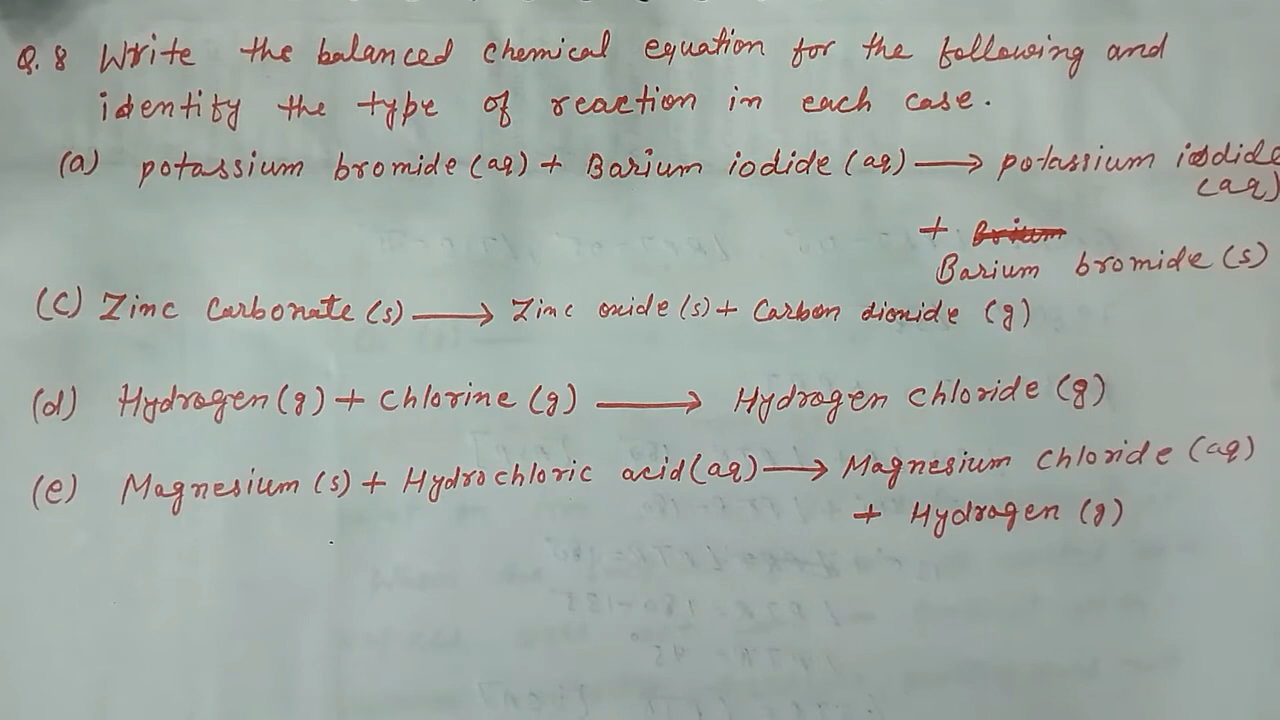 Q. 8 Write the balanced chemical equation for the following and
identify the type of reaction in each case.
(a) potassium bromide (aq) + Barium iodide (aq) ⟶ potassium iodide
(aq)
+
Barium bromide (s)
(C) Zinc Carbonate (s) ⟶ Zinc oxide (s) + Carbon dioxide (g)
(d) Hydrogen (g) + Chlorine (g) ⟶ Hydrogen chloride (g)
(e) Magnesium (s) + Hydrochloric acid (aq) ⟶ Magnesium Chloride (aq)
+ Hydrogen (g)